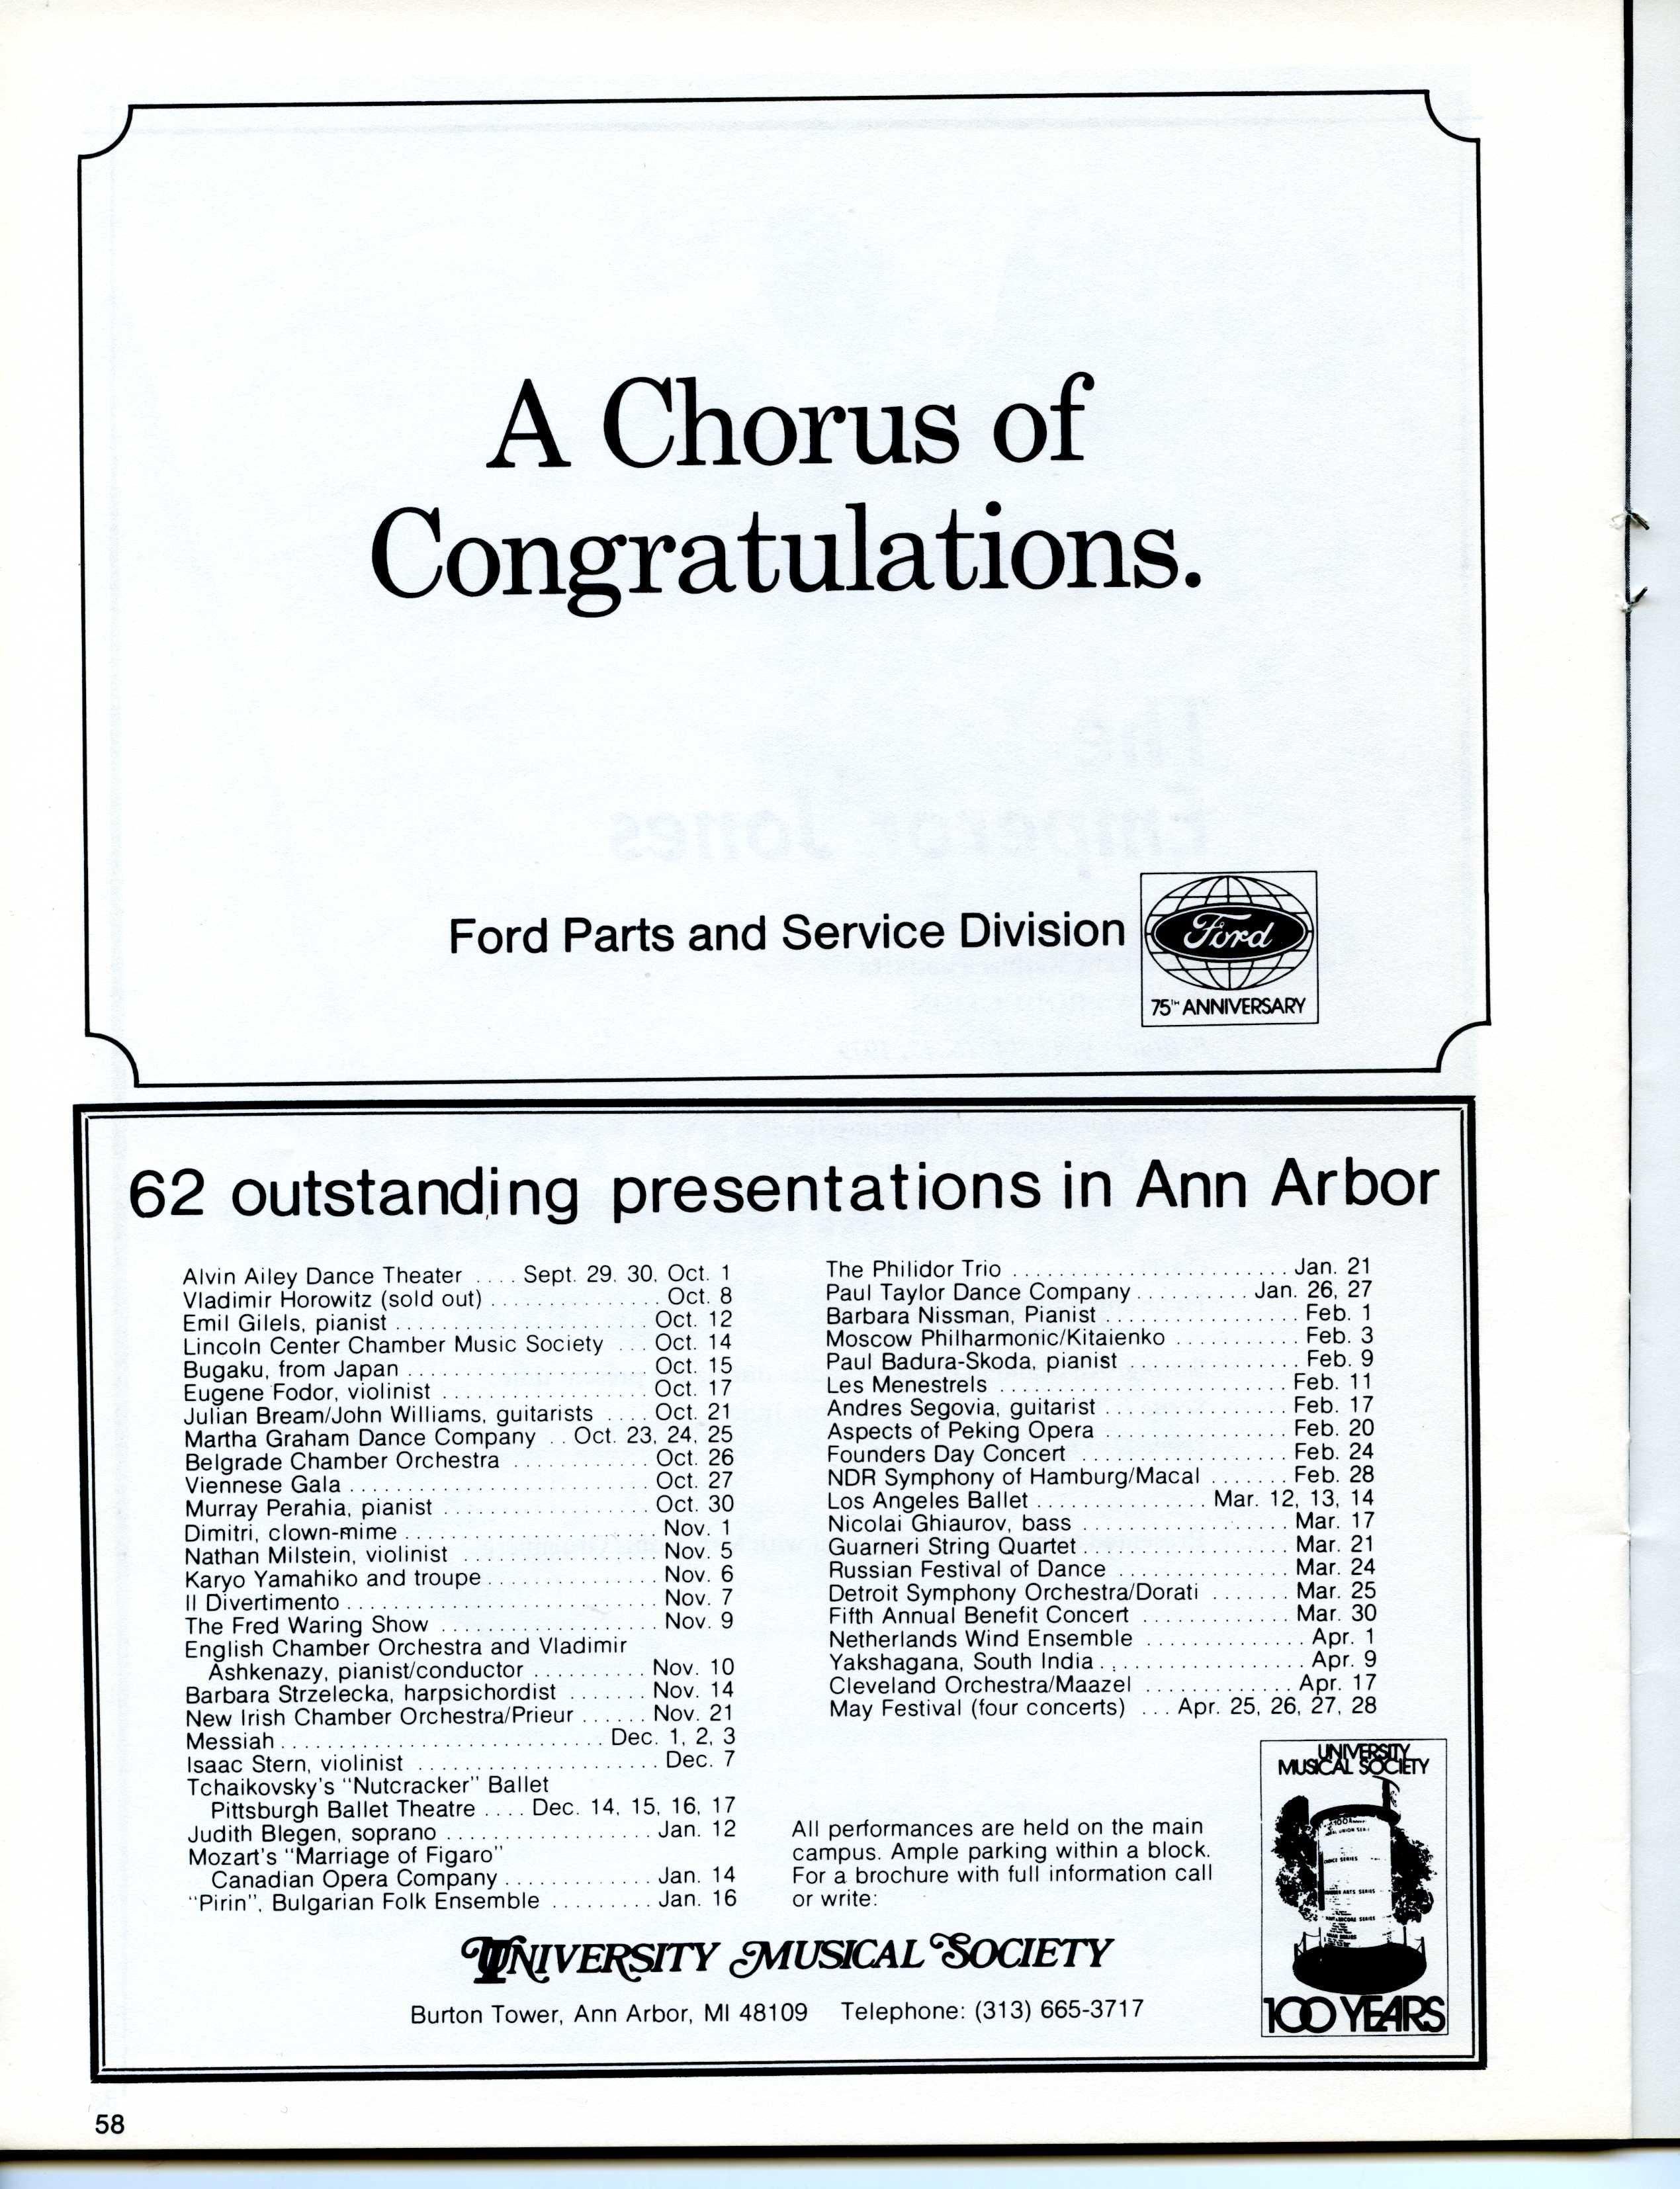 A Chorus of
Congratulations.
Ford Parts and Service Division
Ford
75TH ANNIVERSARY
62 outstanding presentations in Ann Arbor
Alvin Ailey Dance Theater .... Sept. 29. 30, Oct. 1
Vladimir Horowitz (sold out) ............... Oct. 8
Emil Gilels, pianist ...................... Oct. 12
Lincoln Center Chamber Music Society ... Oct. 14
Bugaku, from Japan ..................... Oct. 15
Eugene Fodor, violinist .................. Oct. 17
Julian Bream/John Williams, guitarists .... Oct. 21
Martha Graham Dance Company .. Oct. 23, 24, 25
Belgrade Chamber Orchestra ............ Oct. 26
Viennese Gala .......................... Oct. 27
Murray Perahia, pianist .................. Oct. 30
Dimitri, clown-mime ...................... Nov. 1
Nathan Milstein, violinist ................. Nov. 5
Karyo Yamahiko and troupe ............... Nov. 6
Il Divertimento ........................... Nov. 7
The Fred Waring Show ................... Nov. 9
English Chamber Orchestra and Vladimir
Ashkenazy, pianist/conductor .......... Nov. 10
Barbara Strzelecka, harpsichordist ....... Nov. 14
New Irish Chamber Orchestra/Prieur ...... Nov. 21
Messiah ............................ Dec. 1, 2, 3
Isaac Stern, violinist ..................... Dec. 7
Tchaikovsky's "Nutcracker" Ballet
Pittsburgh Ballet Theatre .... Dec. 14, 15, 16, 17
Judith Blegen, soprano .................. Jan. 12
Mozart's "Marriage of Figaro"
Canadian Opera Company ............. Jan. 14
"Pirin", Bulgarian Folk Ensemble ......... Jan. 16
The Philidor Trio ........................ Jan. 21
Paul Taylor Dance Company .......... Jan. 26, 27
Barbara Nissman, Pianist ................. Feb. 1
Moscow Philharmonic/Kitaienko ........... Feb. 3
Paul Badura-Skoda, pianist ............... Feb. 9
Les Menestrels ......................... Feb. 11
Andres Segovia, guitarist ................ Feb. 17
Aspects of Peking Opera ................ Feb. 20
Founders Day Concert .................. Feb. 24
NDR Symphony of Hamburg/Macal ....... Feb. 28
Los Angeles Ballet ............... Mar. 12, 13, 14
Nicolai Ghiaurov, bass .................. Mar. 17
Guarneri String Quartet .................. Mar. 21
Russian Festival of Dance ............... Mar. 24
Detroit Symphony Orchestra/Dorati ....... Mar. 25
Fifth Annual Benefit Concert ............. Mar. 30
Netherlands Wind Ensemble .............. Apr. 1
Yakshagana, South India .................. Apr. 9
Cleveland Orchestra/Maazel ............. Apr. 17
May Festival (four concerts) ... Apr. 25, 26, 27, 28
All performances are held on the main
campus. Ample parking within a block.
For a brochure with full information call
or write:
UNIVERSITY
MUSICAL SOCIETY
100 YEARS
UNIVERSITY MUSICAL SOCIETY
Burton Tower, Ann Arbor, MI 48109 Telephone: (313) 665-3717
58